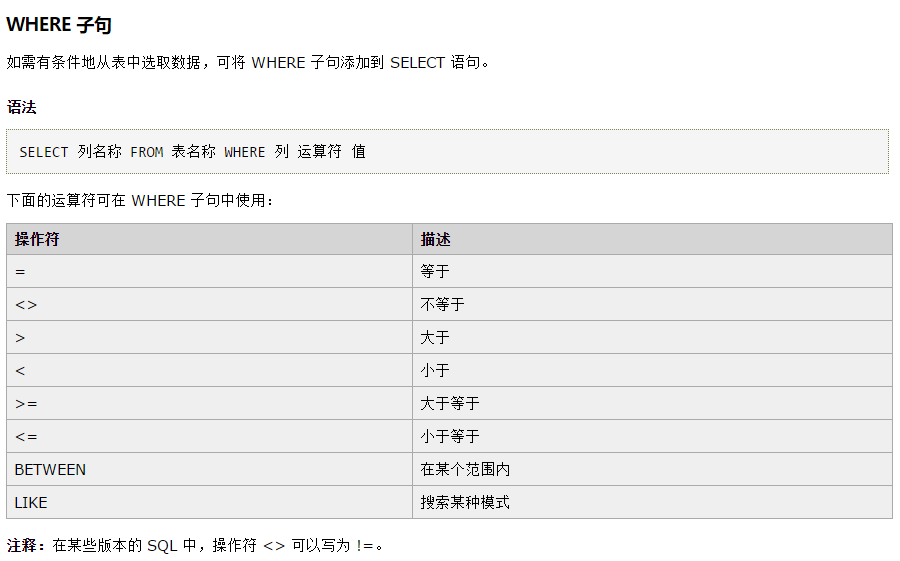 WHERE 子句
如需有条件地从表中选取数据，可将 WHERE 子句添加到 SELECT 语句。
语法
SELECT 列名称 FROM 表名称 WHERE 列 运算符 值
下面的运算符可在 WHERE 子句中使用：
操作符 描述
= 等于
<> 不等于
> 大于
< 小于
>= 大于等于
<= 小于等于
BETWEEN 在某个范围内
LIKE 搜索某种模式
注释：在某些版本的 SQL 中，操作符 <> 可以写为 !=。